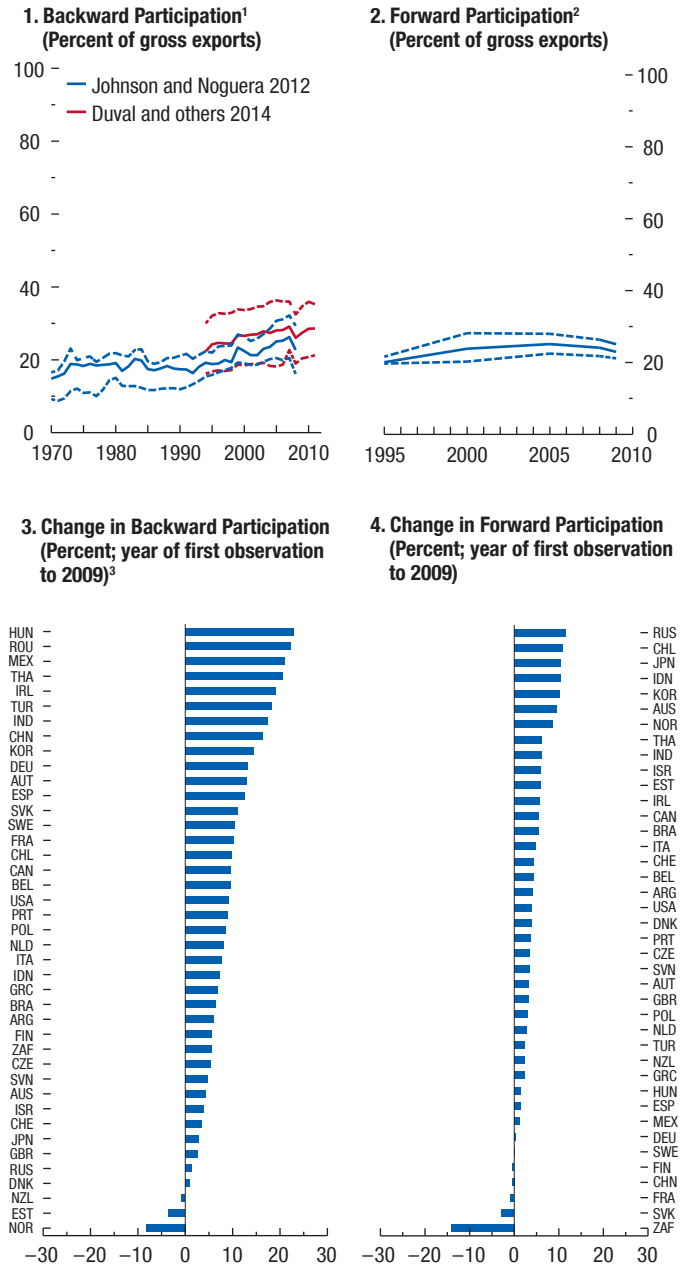 1. Backward Participation¹
(Percent of gross exports)
100
80
60
40
20
0
Johnson and Noguera 2012
Duval and others 2014
1970
1980
1990
2000
2010
2. Forward Participation²
(Percent of gross exports)
100
80
60
40
20
0
1995
2000
2005
2010
3. Change in Backward Participation
(Percent; year of first observation
to 2009)³
HUN
ROU
MEX
THA
IRL
TUR
IND
CHN
KOR
DEU
AUT
ESP
SVK
SWE
FRA
CHL
CAN
BEL
USA
PRT
POL
NLD
ITA
IDN
GRC
BRA
ARG
FIN
ZAF
CZE
SVN
AUS
ISR
CHE
JPN
GBR
RUS
DNK
NZL
EST
NOR
−30 −20 −10 0 10 20 30
4. Change in Forward Participation
(Percent; year of first observation
to 2009)
RUS
CHL
JPN
IDN
KOR
AUS
NOR
THA
IND
ISR
EST
IRL
CAN
BRA
ITA
CHE
BEL
ARG
USA
DNK
PRT
CZE
SVN
AUT
GBR
POL
NLD
TUR
NZL
GRC
HUN
ESP
MEX
DEU
SWE
FIN
CHN
FRA
SVK
ZAF
−30 −20 −10 0 10 20 30